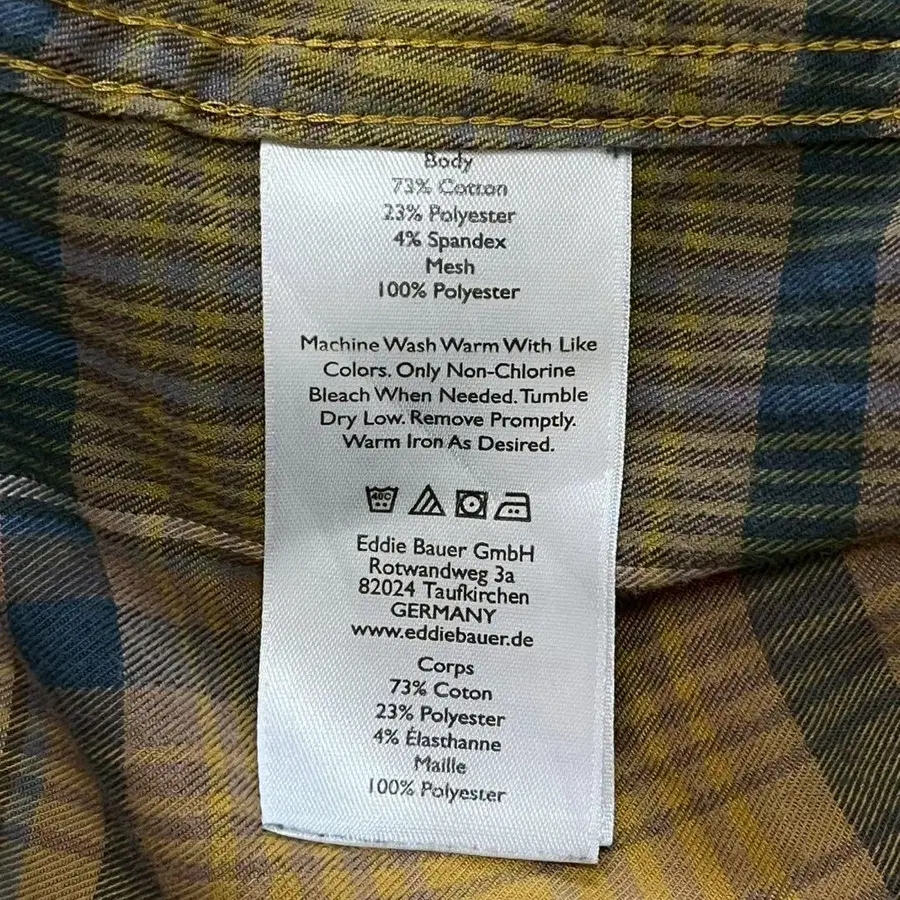 Body
73% Cotton
23% Polyester
4% Spandex
Mesh
100% Polyester
Machine Wash Warm With Like
Colors. Only Non-Chlorine
Bleach When Needed. Tumble
Dry Low. Remove Promptly.
Warm Iron As Desired.
40C
Eddie Bauer GmbH
Rotwandweg 3a
82024 Taufkirchen
GERMANY
www.eddiebauer.de
Corps
73% Coton
23% Polyester
4% Élasthanne
Maille
100% Polyester